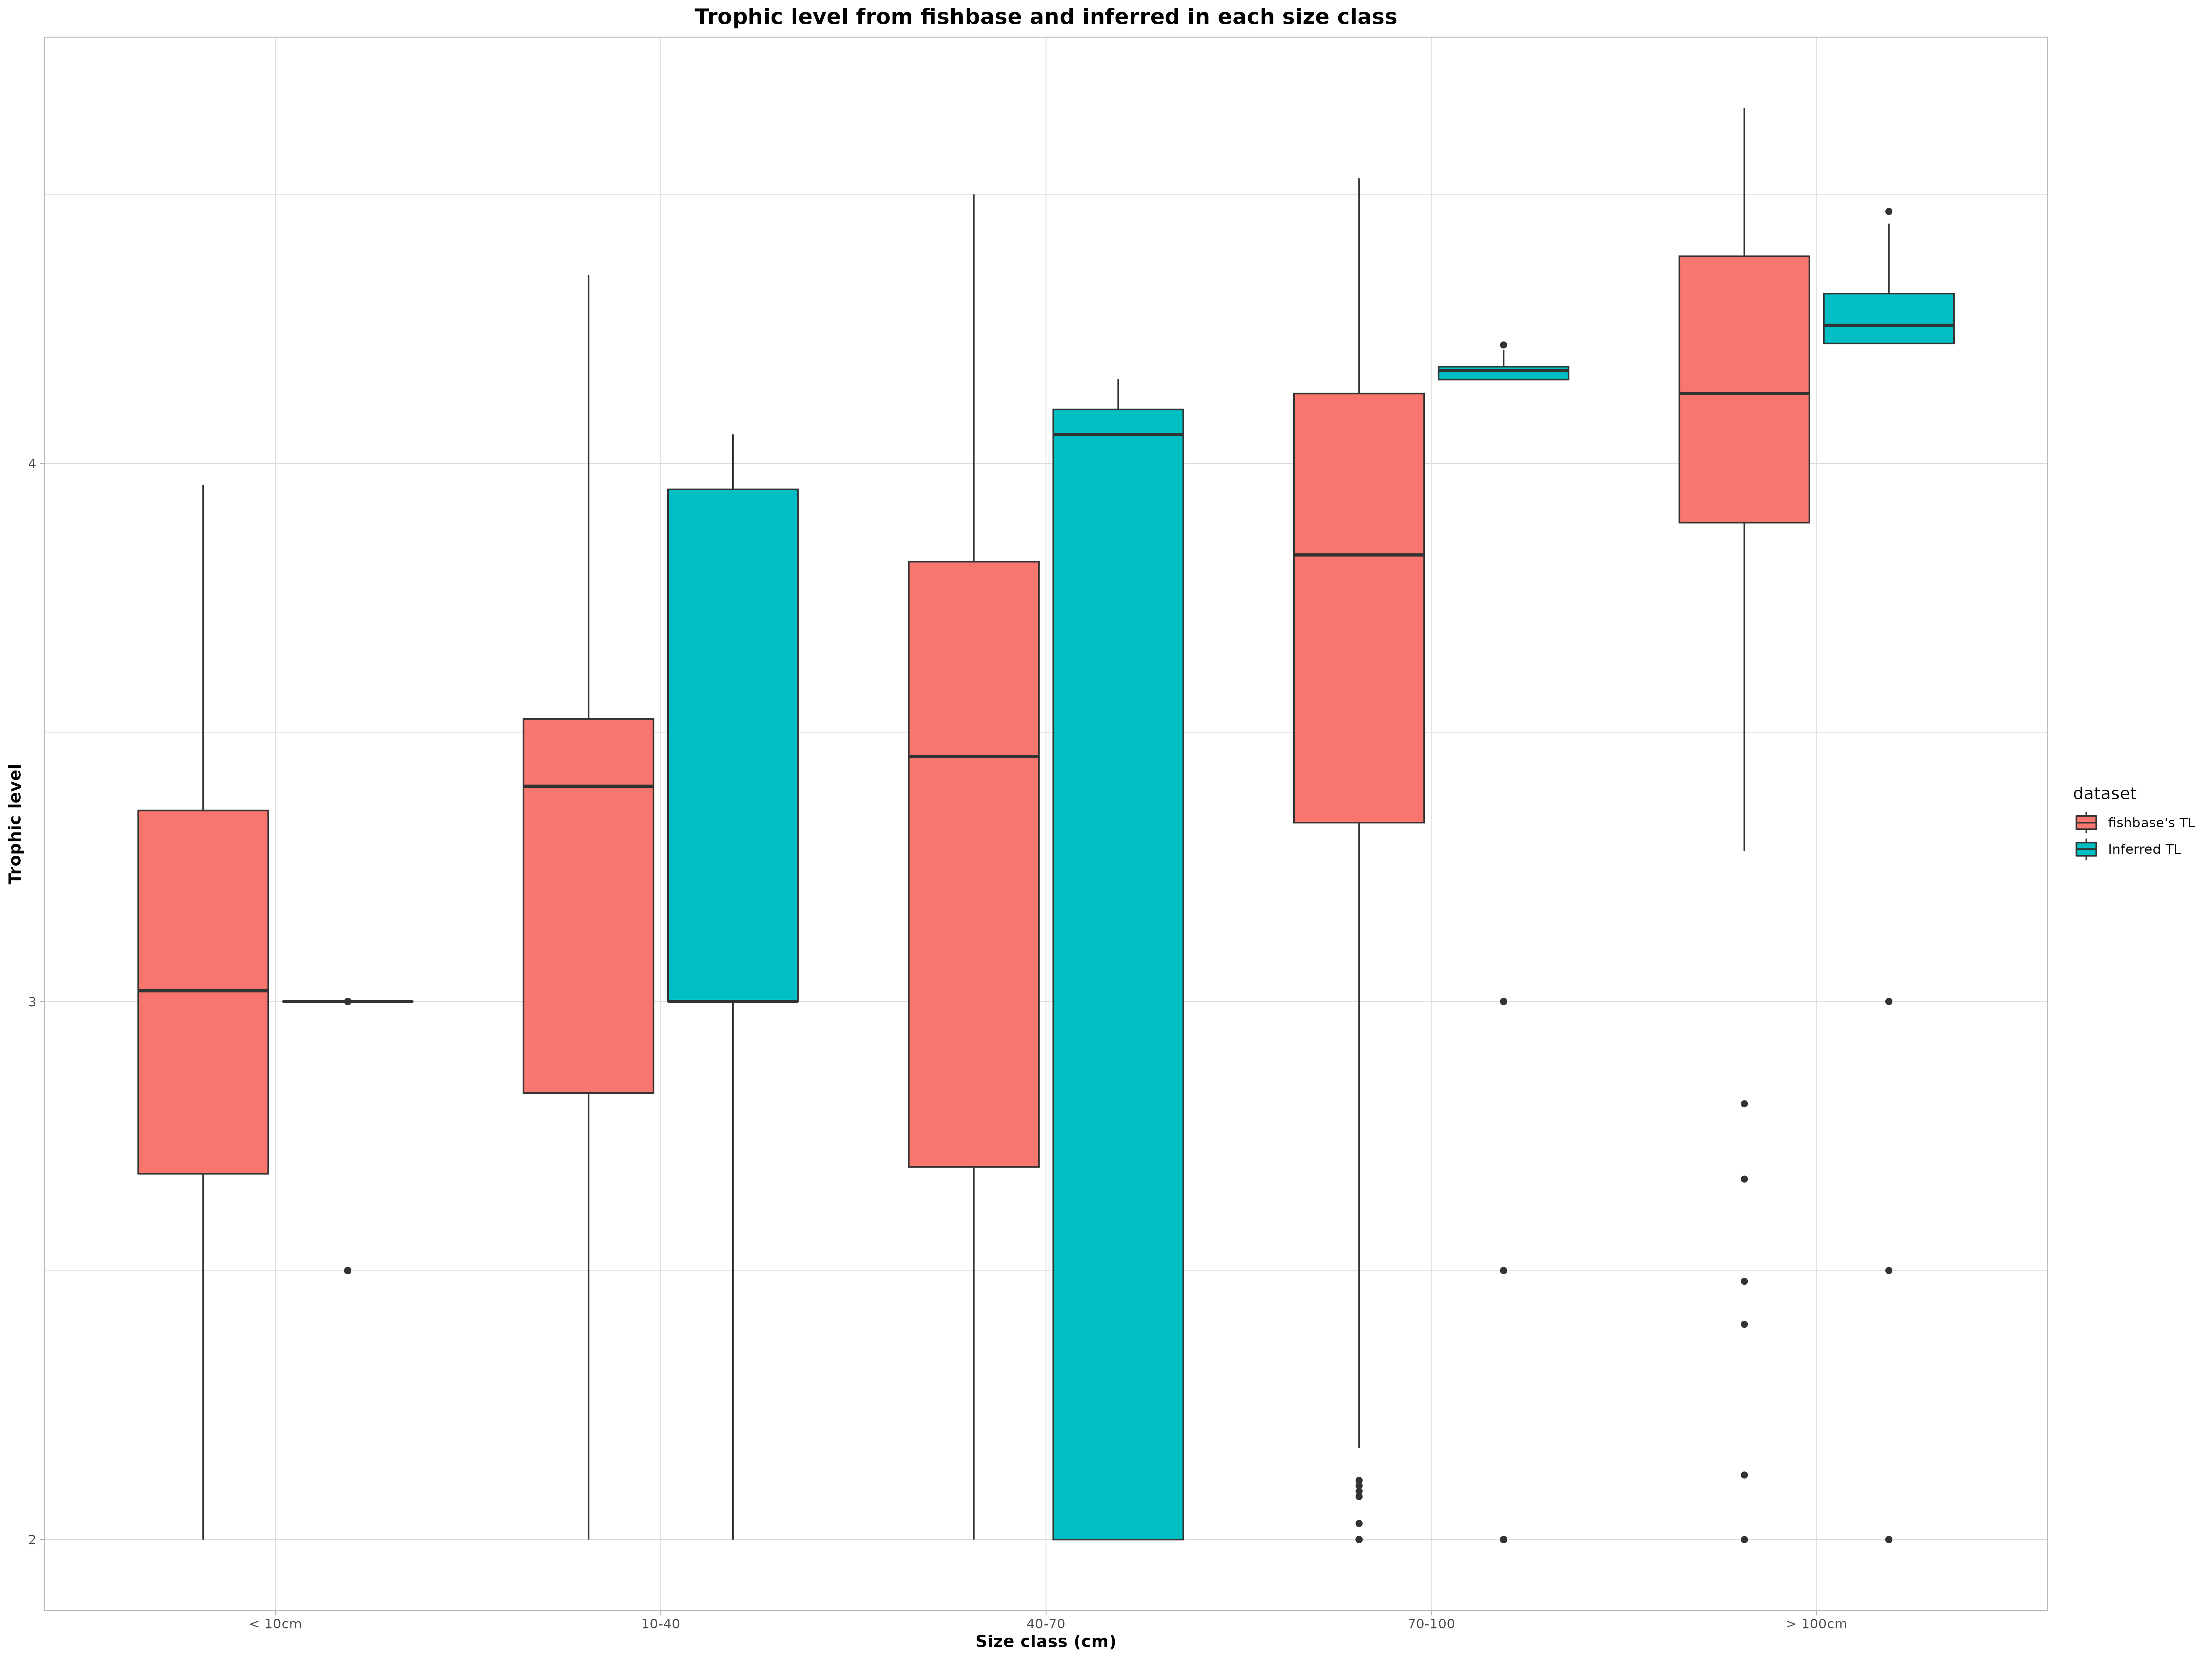 Trophic level from fishbase and inferred in each size class
Trophic level
4
3
2
< 10cm
10-40
40-70
70-100
> 100cm
Size class (cm)
dataset
fishbase's TL
Inferred TL